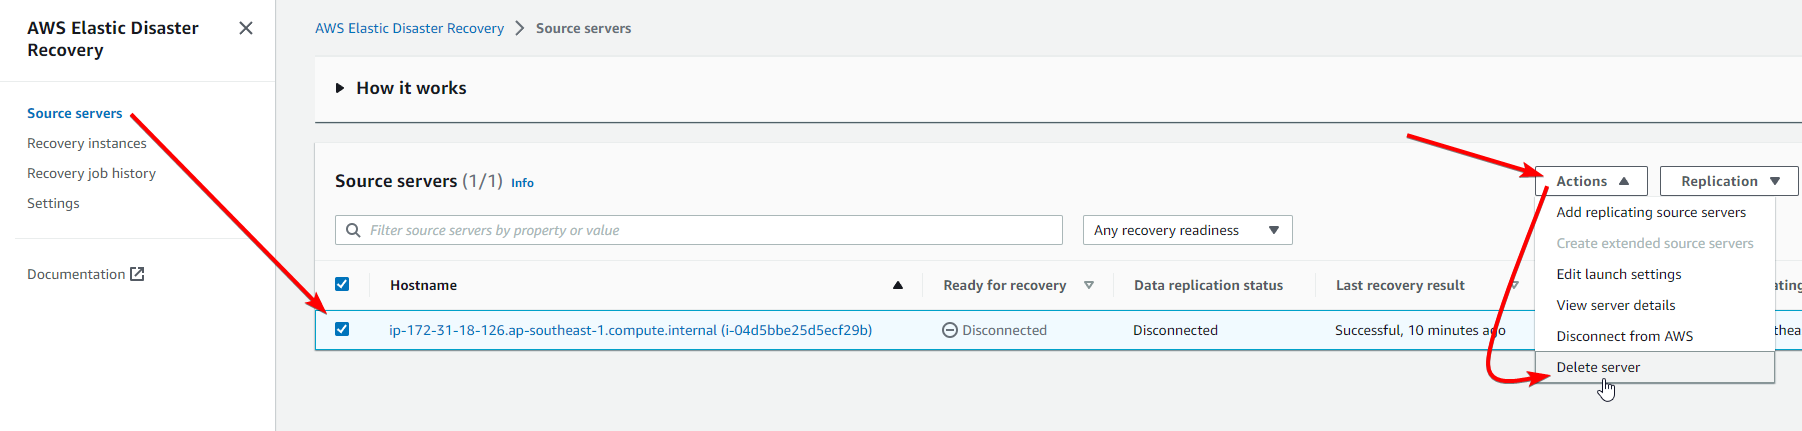 AWS Elastic Disaster
Recovery
Source servers
Recovery instances
Recovery job history
Settings
Documentation
AWS Elastic Disaster Recovery > Source servers
How it works
Source servers (1/1) Info
Actions
Replication
Filter source servers by property or value
Any recovery readiness
Add replicating source servers
Create extended source servers
Edit launch settings
View server details
Disconnect from AWS
Delete server
Hostname Ready for recovery Data replication status Last recovery result
ip-172-31-18-126.ap-southeast-1.compute.internal (i-04d5bbe25d5ecf29b) Disconnected Disconnected Successful, 10 minutes ago